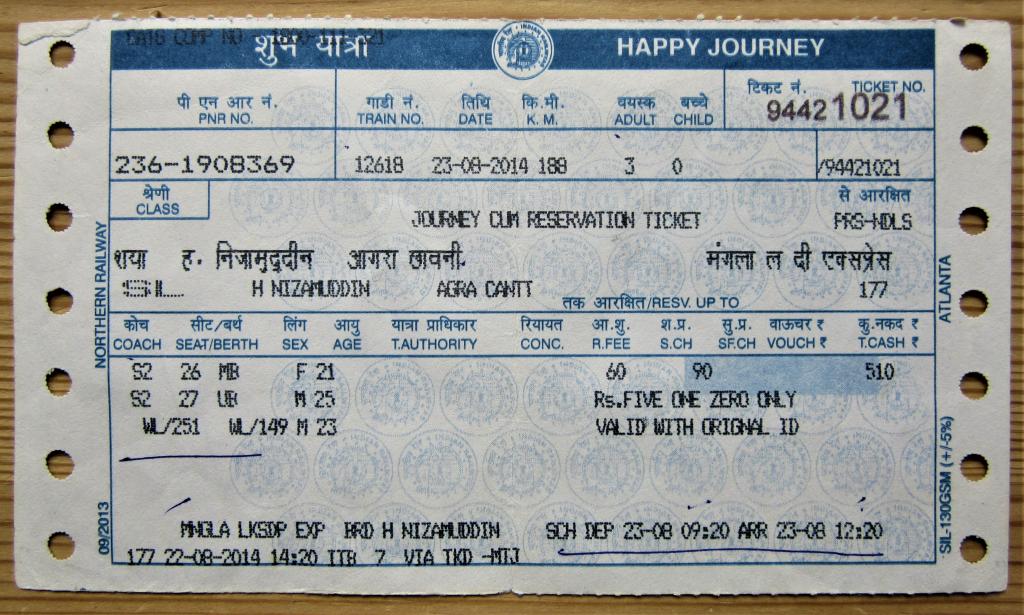 शुभ यात्रा HAPPY JOURNEY
पी एन आर नं. गाडी नं. तिथि कि.मी. वयस्क बच्चे टिकट नं. TICKET NO.
PNR NO. TRAIN NO. DATE K. M. ADULT CHILD 94421021
236-1908369 12618 23-08-2014 188 3 0 /94421021
श्रेणी से आरक्षित
CLASS JOURNEY CUM RESERVATION TICKET PRS-NDLS
शया ह. निजामुद्दीन आगरा छावनी. मंगला ल दी एक्सप्रेस
SL H NIZAMUDDIN AGRA CANTT तक आरक्षित/RESV. UP TO 177
कोच सीट/बर्थ लिंग आयु यात्रा प्राधिकार रियायत आ.शु. श.प्र. सु.प्र. वाऊचर ₹ कु.नकद ₹
COACH SEAT/BERTH SEX AGE T.AUTHORITY CONC. R.FEE S.CH SF.CH VOUCH ₹ T.CASH ₹
S2 26 MB F 21 60 90 510
S2 27 UB M 25 Rs.FIVE ONE ZERO ONLY
WL/251 WL/149 M 23 VALID WITH ORIGNAL ID
MNGLA LKSDP EXP BRD H NIZAMUDDIN SCH DEP 23-08 09:20 ARR 23-08 12:20
177 22-08-2014 14:20 ITB 7 VIA TKD -MTJ
NORTHERN RAILWAY
09/2013
ATLANTA
SIL-130GSM (+/-5%)